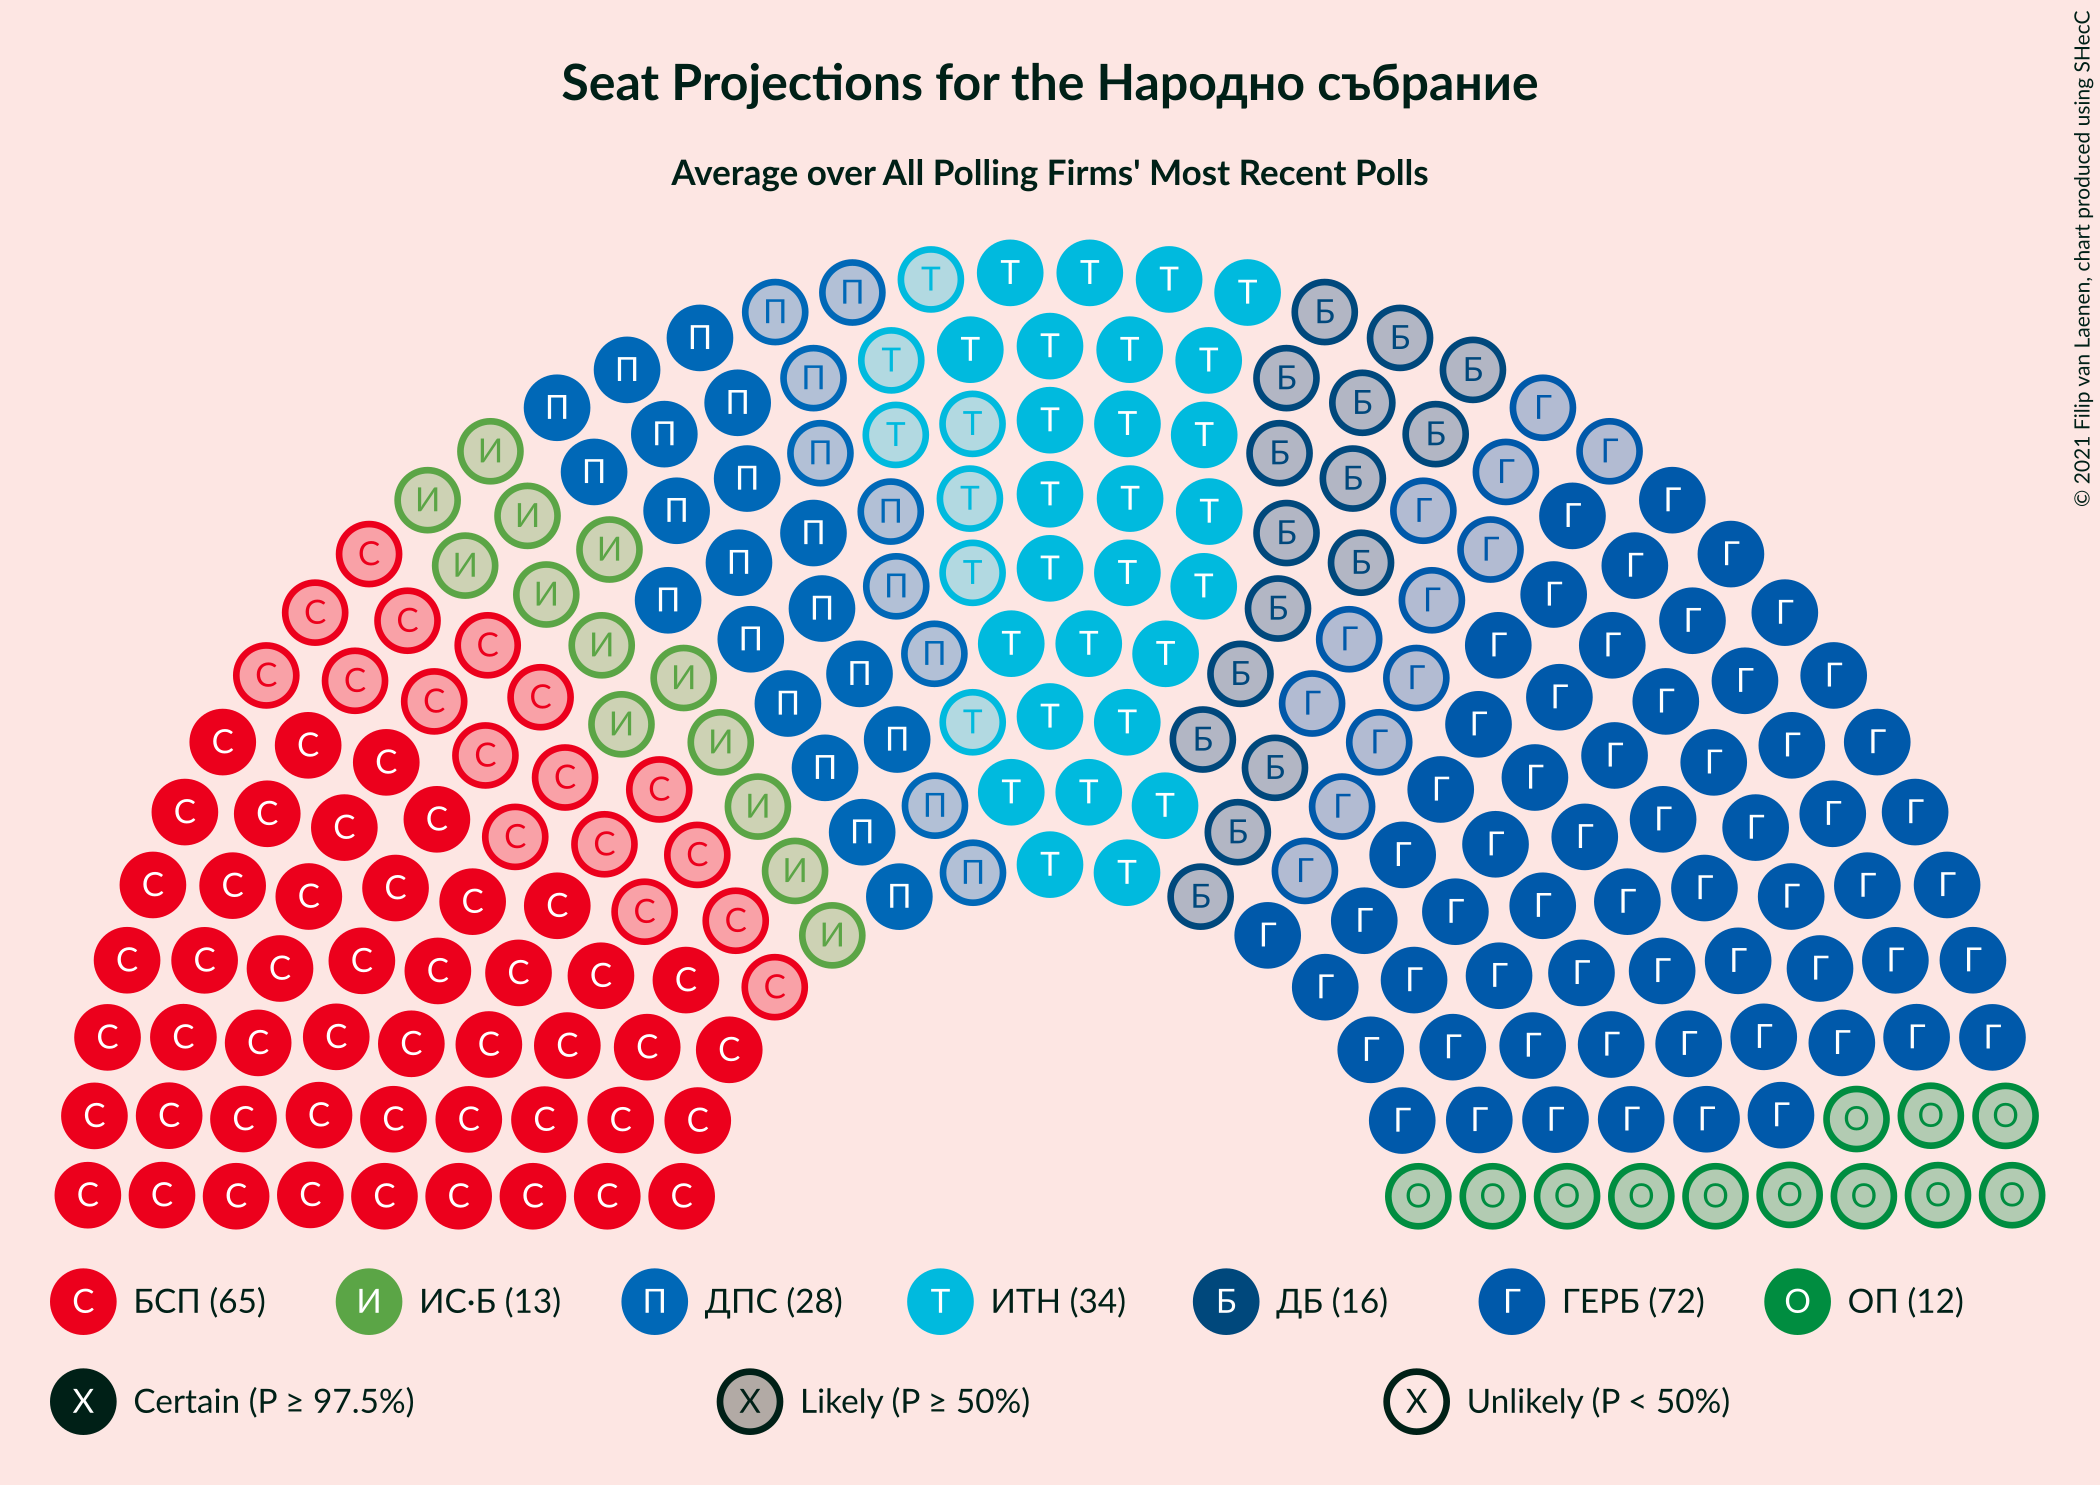 Seat Projections for the Народно събрание
Average over All Polling Firms' Most Recent Polls
© 2021 Filip van Laenen, chart produced using SHecC
П П Т Т Т Т Т Б Б Б
С БСП (65) И ИС·Б (13) П ДПС (28) Т ИТН (34) Б ДБ (16) Г ГЕРБ (72) О ОП (12)
X Certain (P ≥ 97.5%) X Likely (P ≥ 50%) X Unlikely (P < 50%)